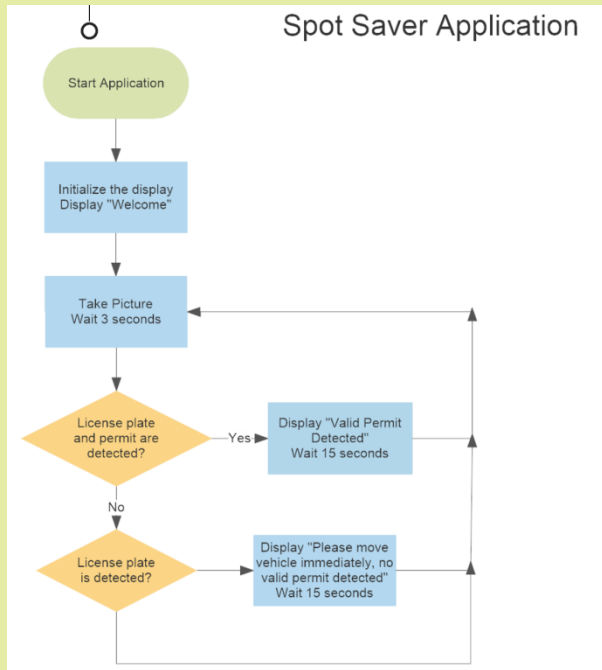 Spot Saver Application
Start Application
Initialize the display
Display "Welcome"
Take Picture
Wait 3 seconds
License plate
and permit are
detected?
Yes
Display "Valid Permit
Detected"
Wait 15 seconds
No
License plate
is detected?
Display "Please move
vehicle immediately, no
valid permit detected"
Wait 15 seconds